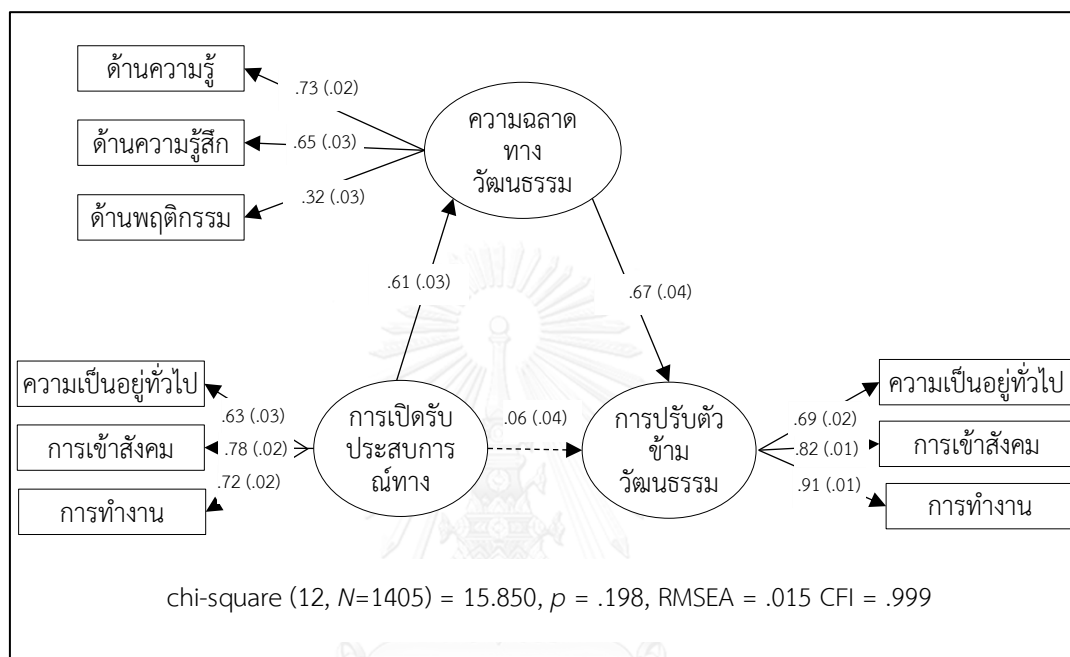 ด้านความรู้
.73 (.02)
ด้านความรู้สึก
.65 (.03)
ด้านพฤติกรรม
.32 (.03)
ความฉลาด
ทาง
วัฒนธรรม
.61 (.03)
.67 (.04)
ความเป็นอยู่ทั่วไป
.63 (.03)
การเข้าสังคม
.78 (.02)
การทำงาน
.72 (.02)
การเปิดรับ
ประสบการ
ณ์ทาง
.06 (.04)
การปรับตัว
ข้าม
วัฒนธรรม
ความเป็นอยู่ทั่วไป
.69 (.02)
การเข้าสังคม
.82 (.01)
การทำงาน
.91 (.01)
chi-square (12, N=1405) = 15.850, p = .198, RMSEA = .015 CFI = .999